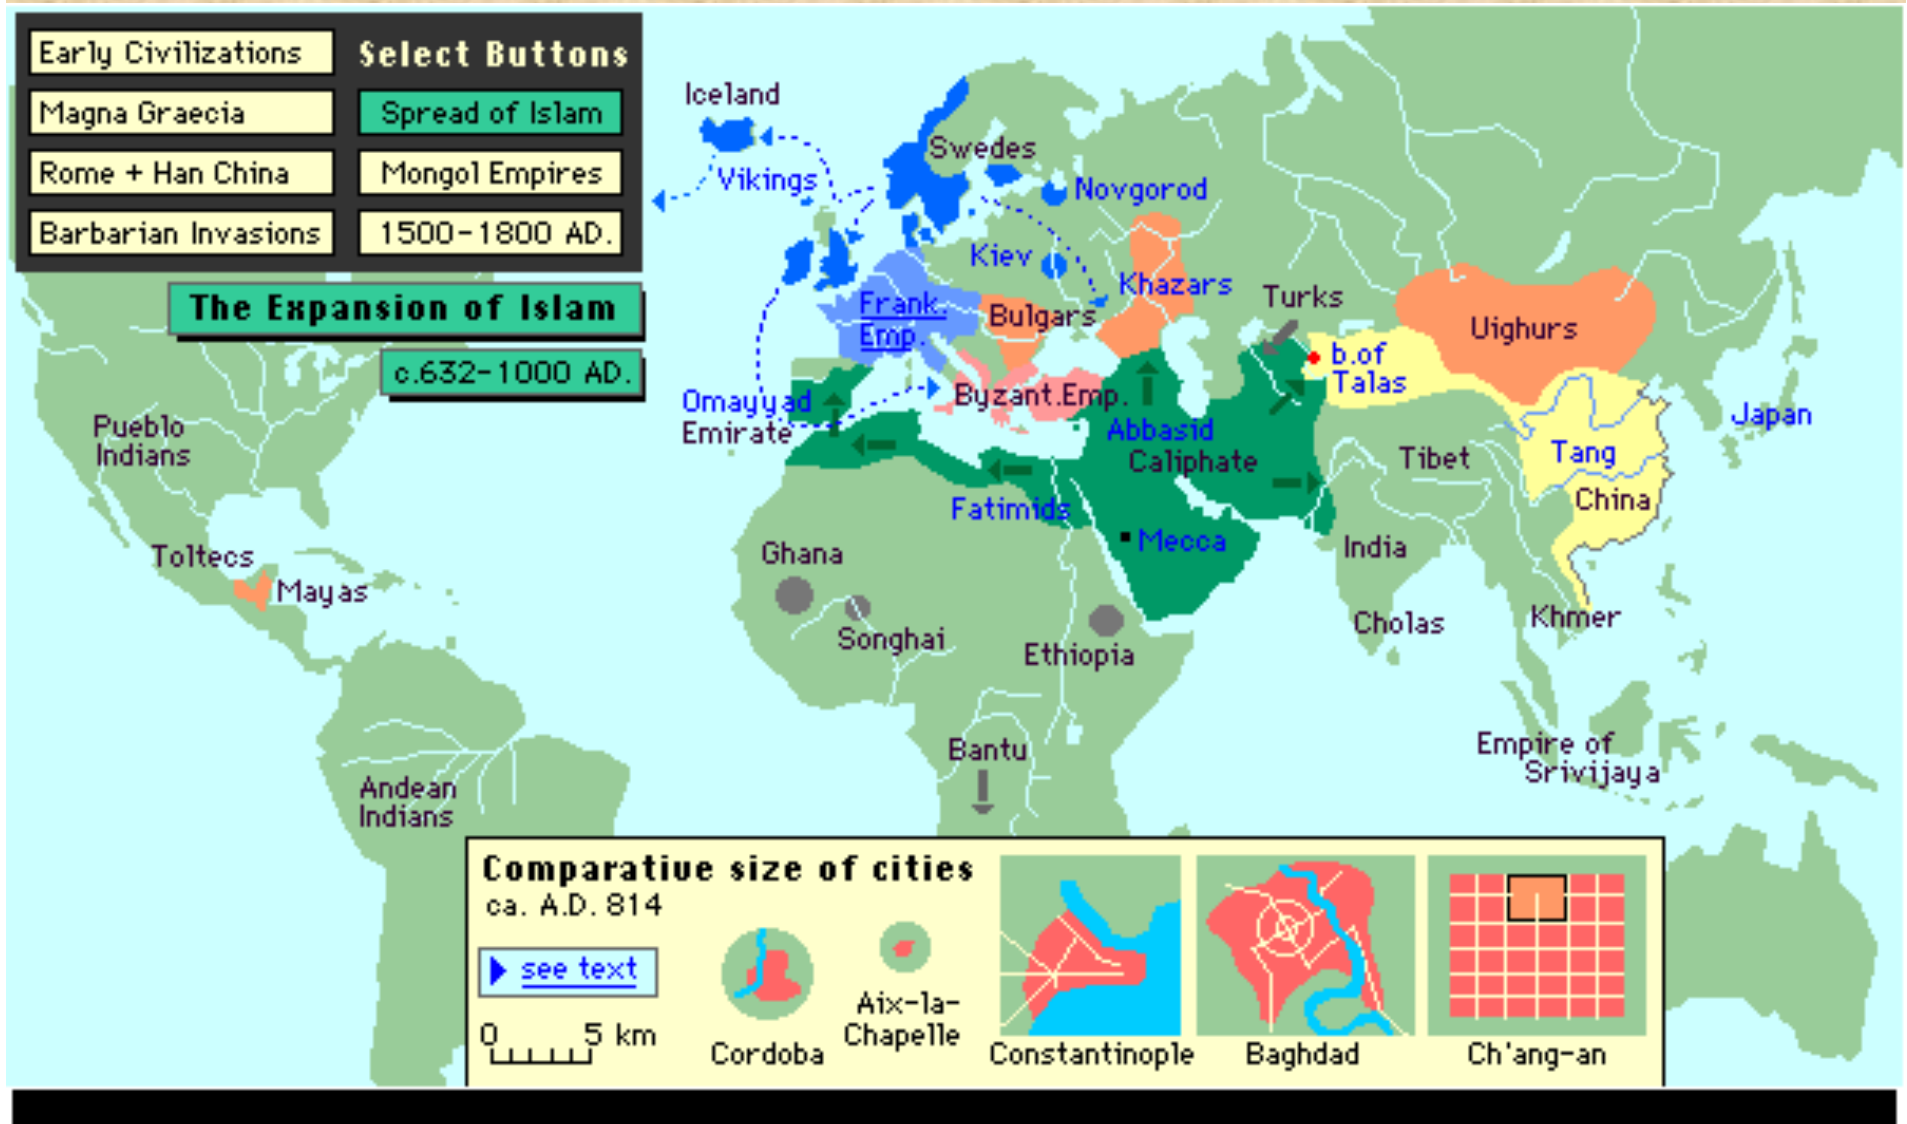 Early Civilizations
Select Buttons
Magna Graecia
Spread of Islam
Rome + Han China
Mongol Empires
Barbarian Invasions
1500-1800 AD.
The Expansion of Islam
c.632-1000 AD.
Iceland
Vikings
Swedes
Novgorod
Kiev
Khazars
Turks
Frank.
Emp.
Bulgars
Uighurs
b.of
Talas
Omayyad
Emirate
Byzant.Emp.
Abbasid
Caliphate
Tibet
Tang
China
Japan
Pueblo
Indians
Fatimids
Mecca
India
Toltecs
Mayas
Ghana
Songhai
Ethiopia
Cholas
Khmer
Bantu
Empire of
Srivijaya
Andean
Indians
Comparative size of cities
ca. A.D. 814
see text
0 5 km
Cordoba
Aix-la-
Chapelle
Constantinople
Baghdad
Ch'ang-an